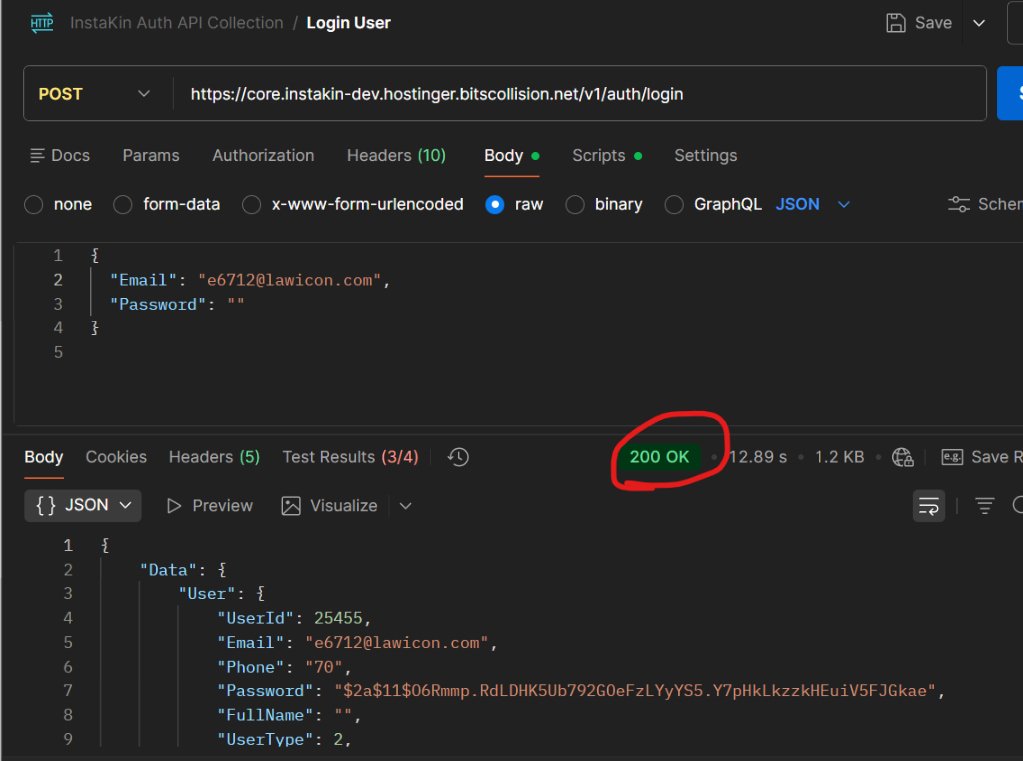 HTTP InstaKin Auth API Collection / Login User Save
POST https://core.instakin-dev.hostinger.bitscollision.net/v1/auth/login
Docs Params Authorization Headers (10) Body Scripts Settings
none form-data x-www-form-urlencoded raw binary GraphQL JSON Schem
1 {
2 "Email": "e6712@lawicon.com",
3 "Password": ""
4 }
5
Body Cookies Headers (5) Test Results (3/4) 200 OK 12.89 s 1.2 KB e.g. Save R
{} JSON Preview Visualize
1 {
2 "Data": {
3 "User": {
4 "UserId": 25455,
5 "Email": "e6712@lawicon.com",
6 "Phone": "70",
7 "Password": "$2a$11$O6Rmmp.RdLDHK5Ub792GOeFzLYyYS5.Y7pHkLkzzkHEuiV5FJGkae",
8 "FullName": "",
9 "UserType": 2,